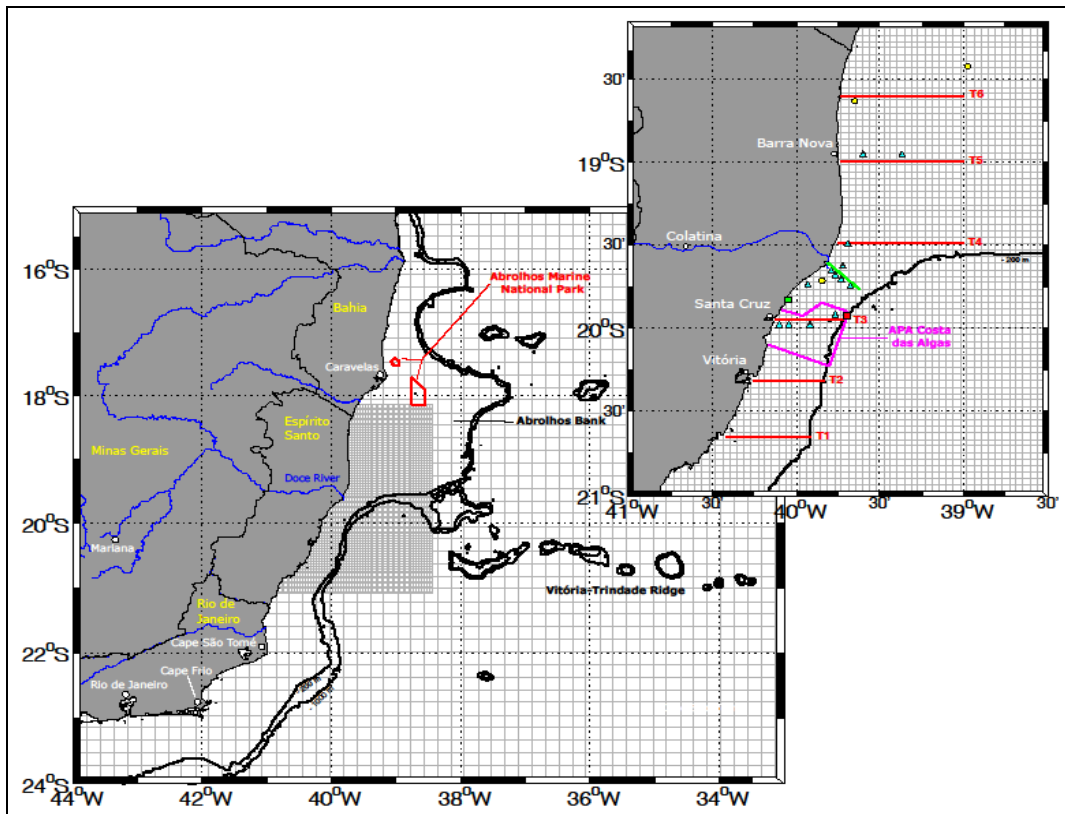 30'
T6
Barra Nova
19°S
T5
Colatina
30'
T4
- 200 m
Santa Cruz
20°S
T3
APA Costa
das Algas
Vitória
T2
30'
T1
21°S
41°W
30'
40°W
30'
39°W
30'
16°S
Abrolhos Marine
National Park
Bahia
Caravelas
18°S
Abrolhos Bank
Espírito
Santo
Minas Gerais
Doce River
20°S
Mariana
Vitória-Trindade Ridge
Rio de
Janeiro
Cape São Tomé
22°S
Cape Frio
Rio de Janeiro
- 200 m
- 1000 m
24°S
44°W
42°W
40°W
38°W
36°W
34°W